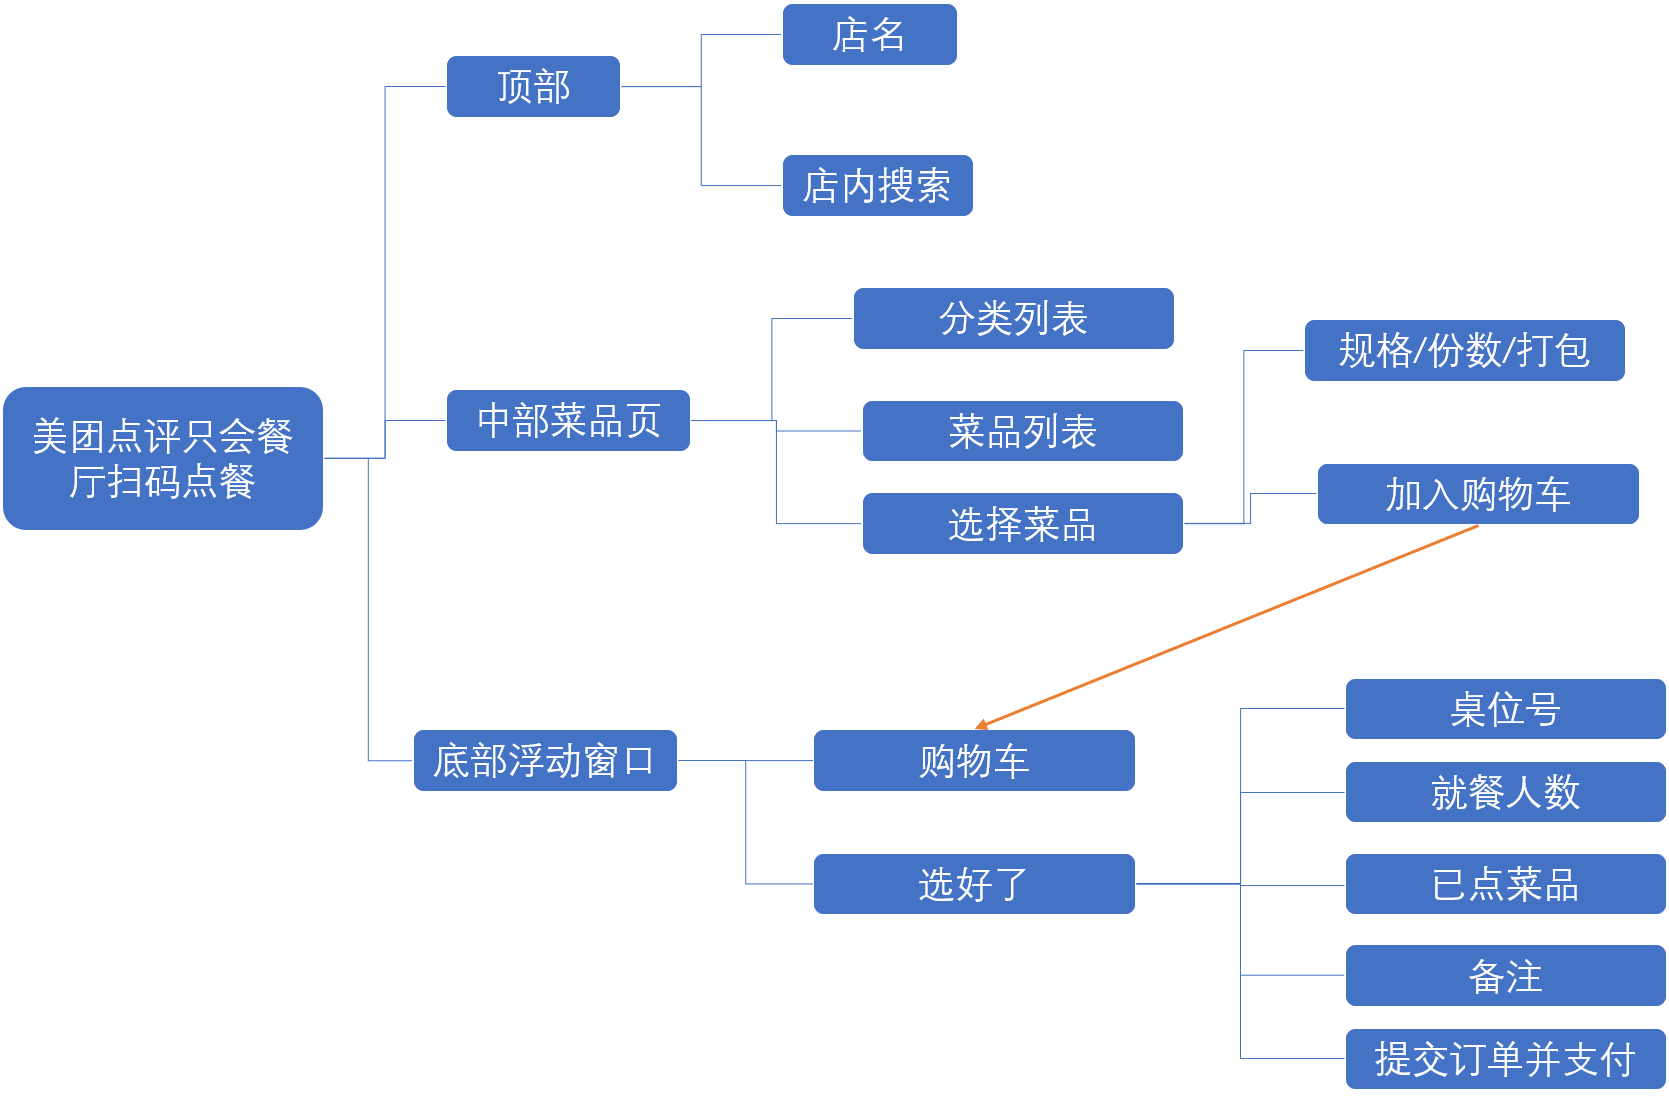 店名
顶部
店内搜索
分类列表
规格/份数/打包
美团点评只会餐
厅扫码点餐
中部菜品页
菜品列表
加入购物车
选择菜品
桌位号
底部浮动窗口
购物车
就餐人数
选好了
已点菜品
备注
提交订单并支付